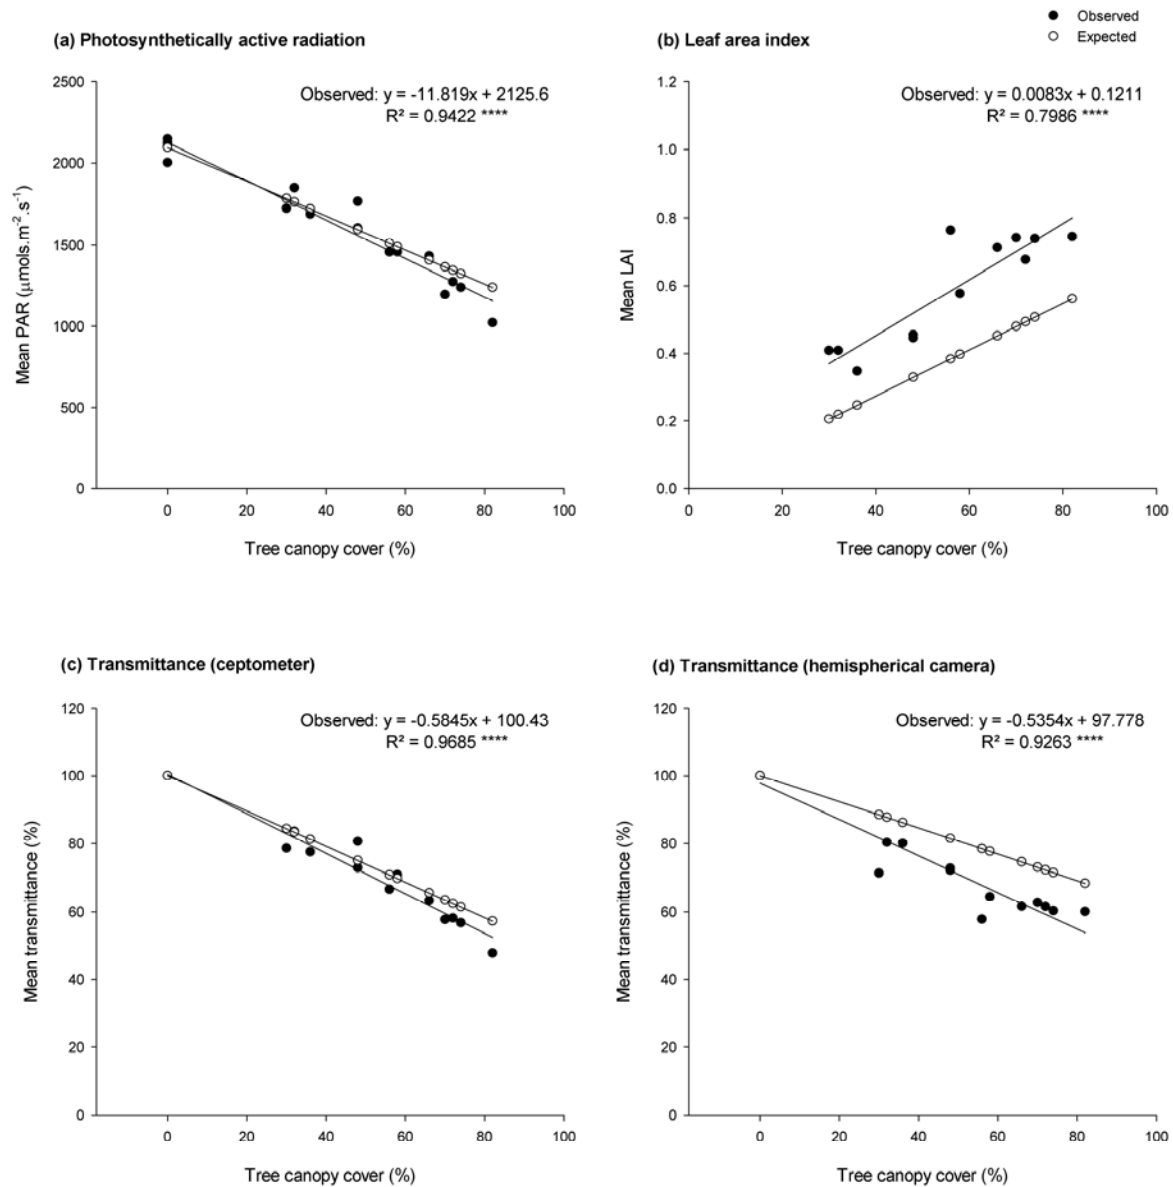 Observed
Expected
(a) Photosynthetically active radiation
Observed: y = -11.819x + 2125.6
R² = 0.9422 ****
2500
2000
1500
1000
500
0
Mean PAR (μmols.m⁻².s⁻¹)
0 20 40 60 80 100
Tree canopy cover (%)
(b) Leaf area index
Observed: y = 0.0083x + 0.1211
R² = 0.7986 ****
1.2
1.0
0.8
0.6
0.4
0.2
0.0
Mean LAI
0 20 40 60 80 100
Tree canopy cover (%)
(c) Transmittance (ceptometer)
Observed: y = -0.5845x + 100.43
R² = 0.9685 ****
120
100
80
60
40
20
0
Mean transmittance (%)
0 20 40 60 80 100
Tree canopy cover (%)
(d) Transmittance (hemispherical camera)
Observed: y = -0.5354x + 97.778
R² = 0.9263 ****
120
100
80
60
40
20
0
Mean transmittance (%)
0 20 40 60 80 100
Tree canopy cover (%)